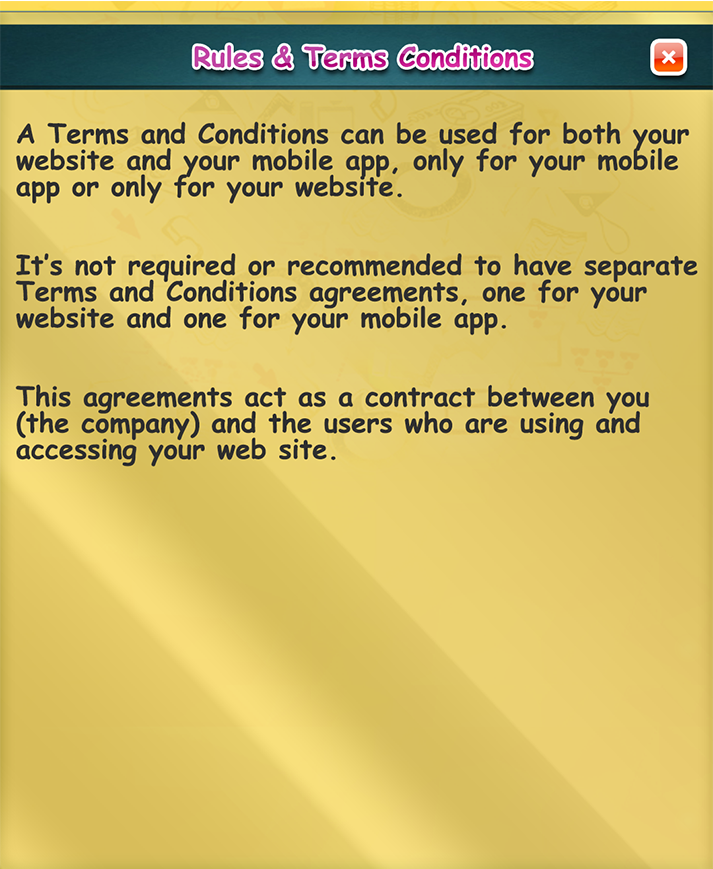 Rules & Terms Conditions
A Terms and Conditions can be used for both your
website and your mobile app, only for your mobile
app or only for your website.
It's not required or recommended to have separate
Terms and Conditions agreements, one for your
website and one for your mobile app.
This agreements act as a contract between you
(the company) and the users who are using and
accessing your web site.